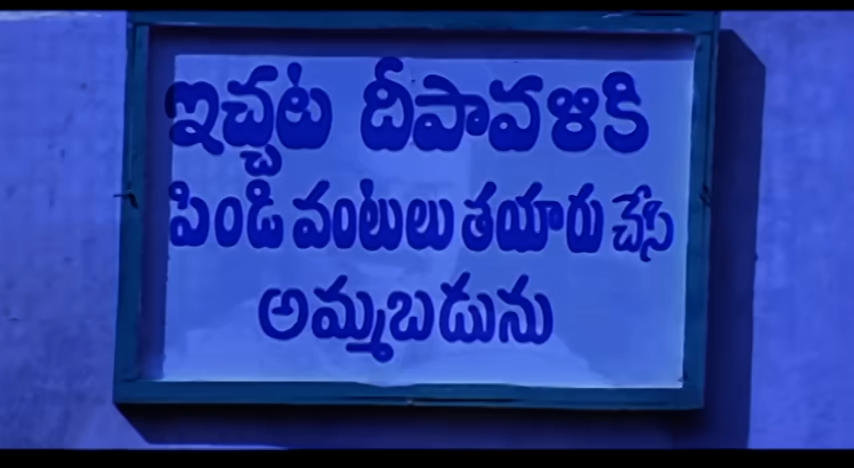 ఇచ్చట దీపావళికి
పిండి వంటలు తయారు చేసి
అమ్మబడును